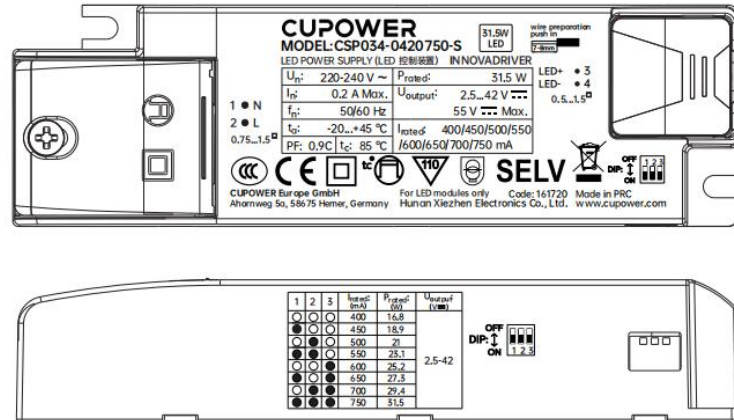 CUPOWER
MODEL:CSP034-0420750-S
LED POWER SUPPLY (LED 控制装置) INNOVADRIVER
31.5W
LED
wire preparation
push in
7-8mm
Un: 220-240 V ~ Prated: 31.5 W
In: 0.2 A Max. Uoutput: 2.5...42 V
fn: 50/60 Hz 55 V Max.
ta: -20...+45 °C Irated: 400/450/500/550
PF: 0.9C tc: 85 °C /600/650/700/750 mA
1 ● N
2 ● L
0.75...1.5
LED+ ● 3
LED- ● 4
0.5...1.5
CCC CE tc 110 SELV
DIP: OFF
ON
1 2 3
CUPOWER Europe GmbH For LED modules only Code: 161720 Made in PRC
Ahornweg 5a, 58675 Hemer, Germany Hunan Xiezhen Electronics Co., Ltd. www.cupower.com
1 2 3 Irated: (mA) Prated: (W) Uoutput (V)
○ ○ ○ 400 16.8
● ○ ○ 450 18.9
○ ● ○ 500 21
● ● ○ 550 23.1
○ ○ ● 600 25.2
● ○ ● 650 27.3
○ ● ● 700 29.4
● ● ● 750 31.5
2.5-42
DIP: OFF
ON
1 2 3